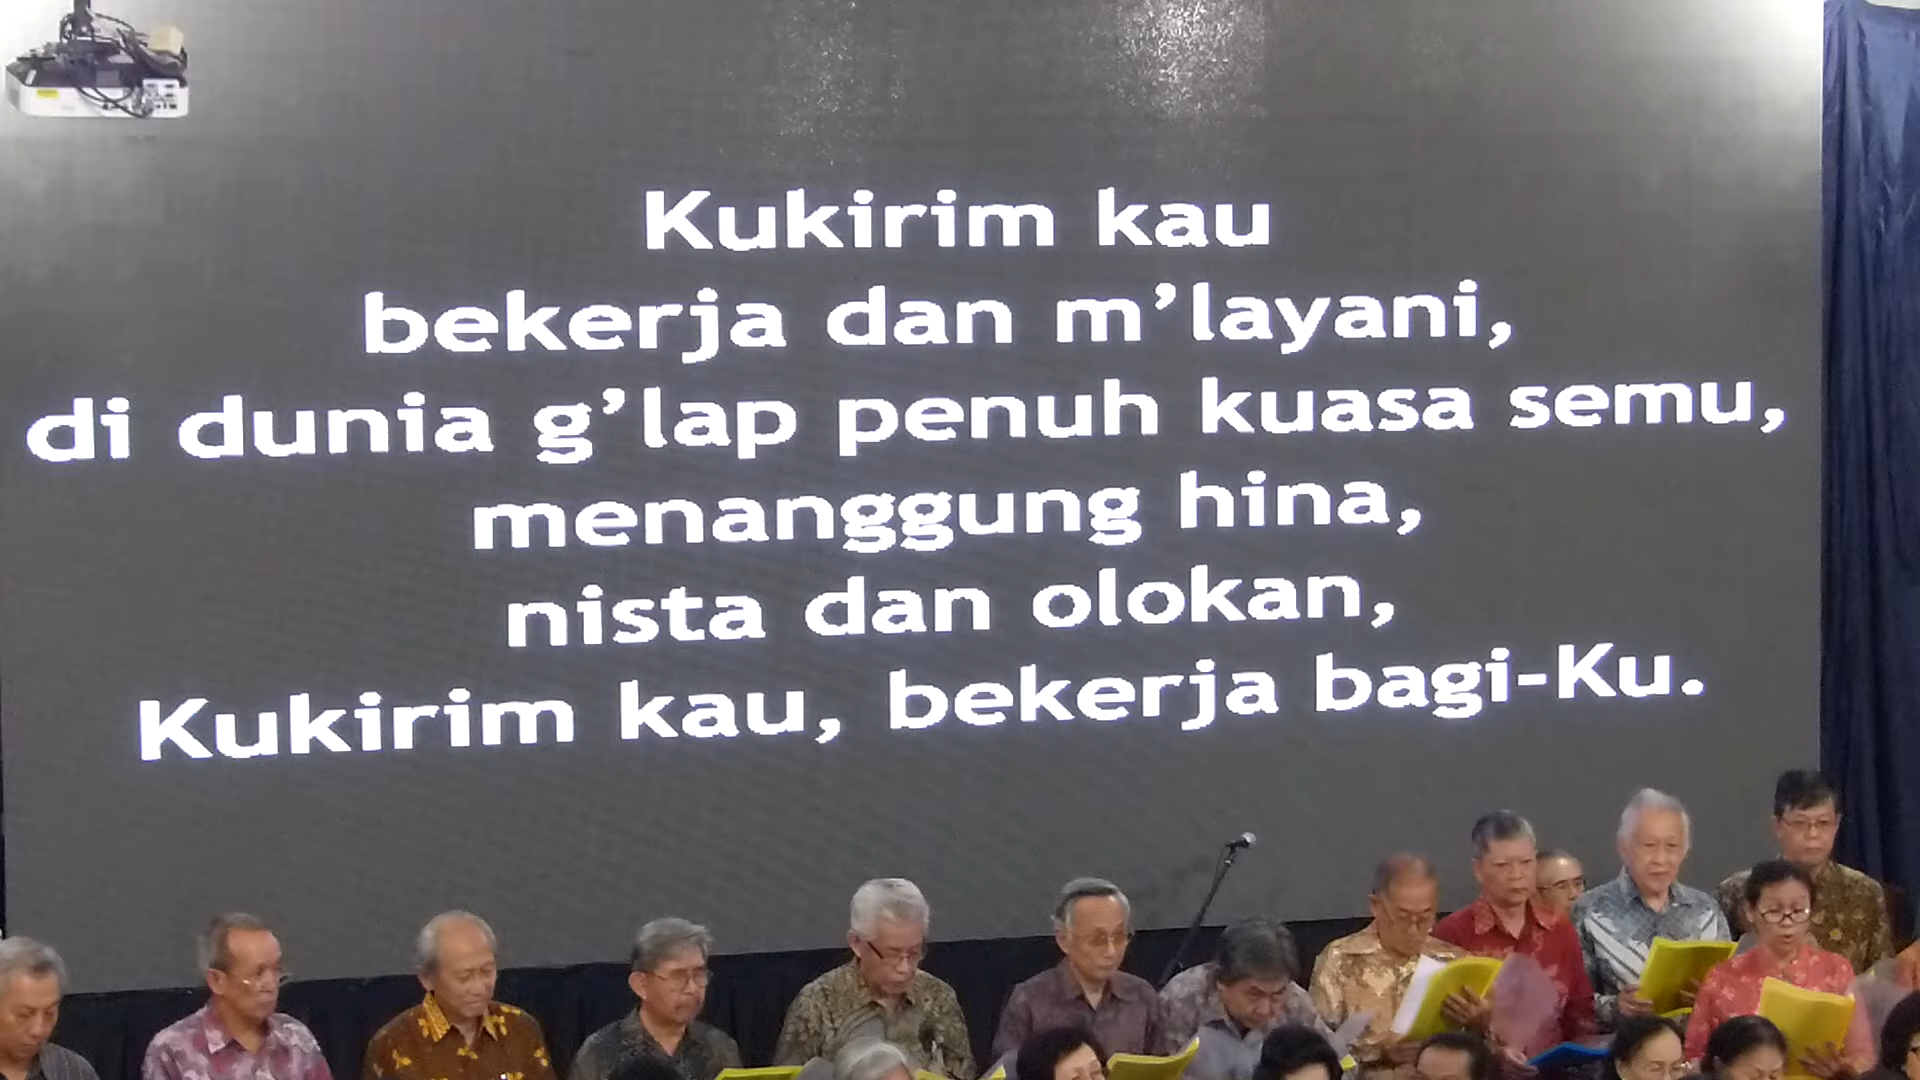 Kukirim kau
bekerja dan m’layani,
di dunia g’lap penuh kuasa semu,
menanggung hina,
nista dan olokan,
Kukirim kau, bekerja bagi-Ku.